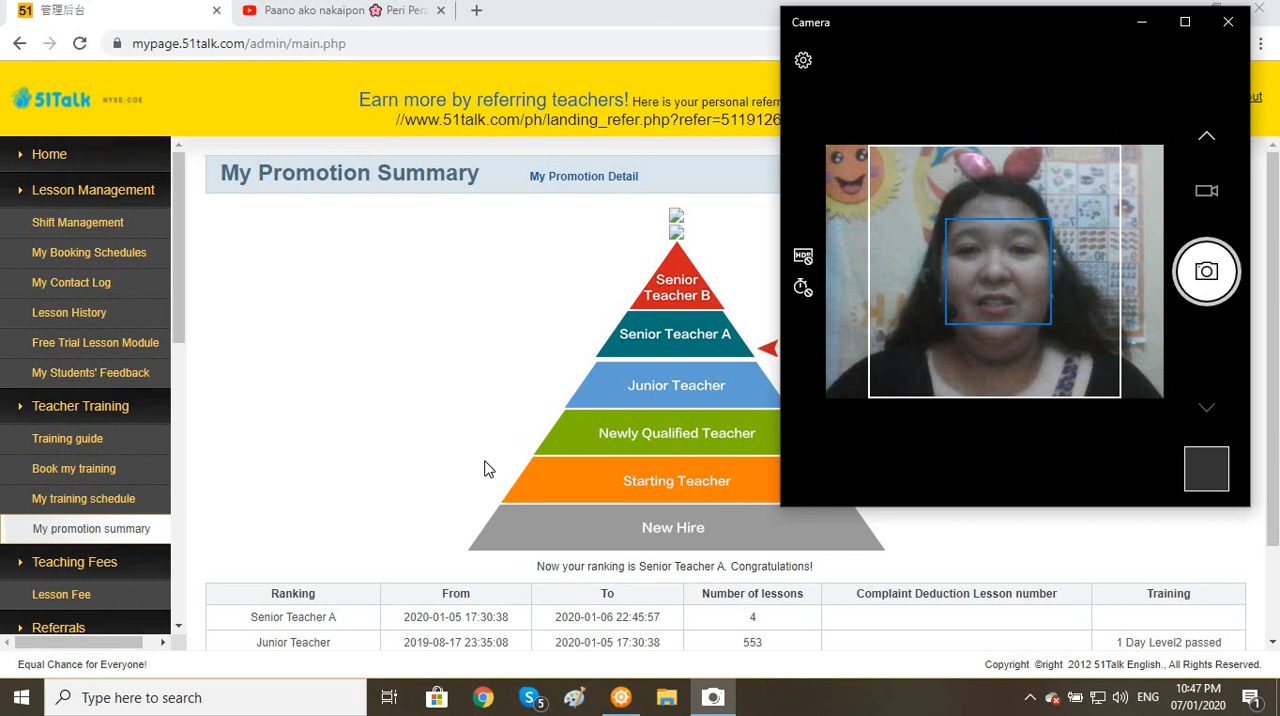 51 管理后台
Paano ako nakaipon 🌸 Peri Per
mypage.51talk.com/admin/main.php
Camera
51Talk NYSE:COE
Earn more by referring teachers! Here is your personal referr
//www.51talk.com/ph/landing_refer.php?refer=5119126
out
Home
Lesson Management
Shift Management
My Booking Schedules
My Contact Log
Lesson History
Free Trial Lesson Module
My Students' Feedback
Teacher Training
Training guide
Book my training
My training schedule
My promotion summary
Teaching Fees
Lesson Fee
Referrals
My Promotion Summary My Promotion Detail
Senior
Teacher B
Senior Teacher A
Junior Teacher
Newly Qualified Teacher
Starting Teacher
New Hire
Now your ranking is Senior Teacher A. Congratulations!
Ranking From To Number of lessons Complaint Deduction Lesson number Training
Senior Teacher A 2020-01-05 17:30:38 2020-01-06 22:45:57 4
Junior Teacher 2019-08-17 23:35:08 2020-01-05 17:30:38 553 1 Day Level2 passed
HDR
Equal Chance for Everyone!
Copyright ©right 2012 51Talk English., All Rights Reserved.
Type here to search
5
ENG
10:47 PM
07/01/2020
1